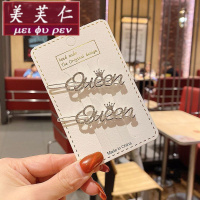 美芙仁
MEI FU REN
Queen
Queen
Made in China